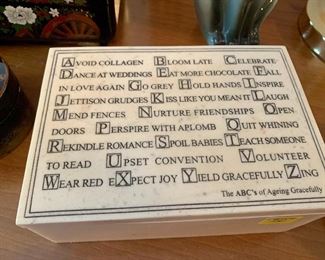 AVOID COLLAGEN BLOOM LATE CELEBRATE
DANCE AT WEDDINGS EAT MORE CHOCOLATE FALL
IN LOVE AGAIN GO GREY HOLD HANDS INSPIRE
JETTISON GRUDGES KISS LIKE YOU MEAN IT LAUGH
MEND FENCES NURTURE FRIENDSHIPS OPEN
DOORS PERSPIRE WITH APLOMB QUIT WHINING
REKINDLE ROMANCE SPOIL BABIES TEACH SOMEONE
TO READ UPSET CONVENTION VOLUNTEER
WEAR RED EXPECT JOY YIELD GRACEFULLY ZING
The ABC's of Ageing Gracefully